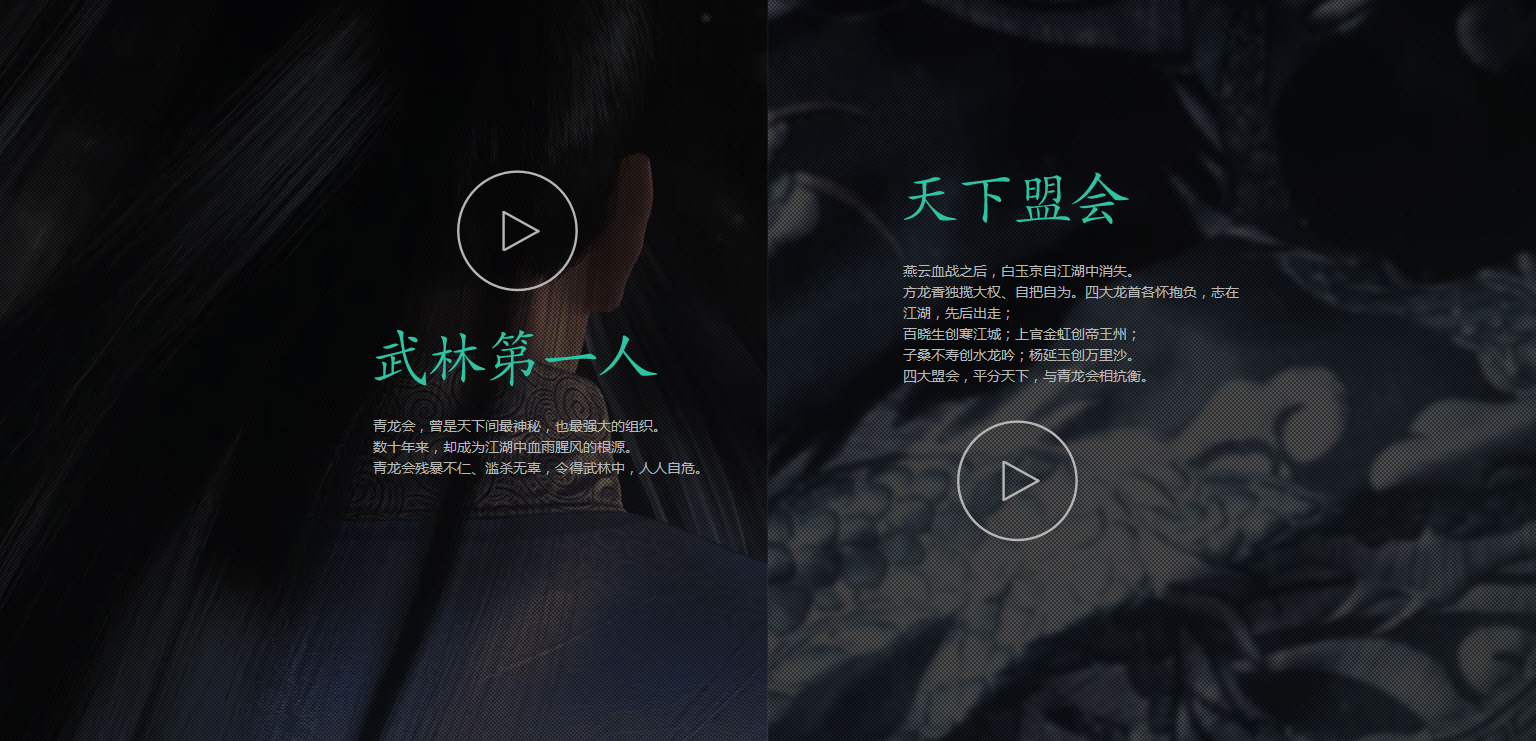 武林第一人
青龙会，曾是天下间最神秘，也最强大的组织。
数十年来，却成为江湖中血雨腥风的根源。
青龙会残暴不仁、滥杀无辜，令得武林中，人人自危。
天下盟会
燕云血战之后，白玉京自江湖中消失。
方龙香独揽大权、自把自为。四大龙首各怀抱负，志在
江湖，先后出走；
百晓生创寒江城；上官金虹创帝王州；
子桑不寿创水龙吟；杨延玉创万里沙。
四大盟会，平分天下，与青龙会相抗衡。